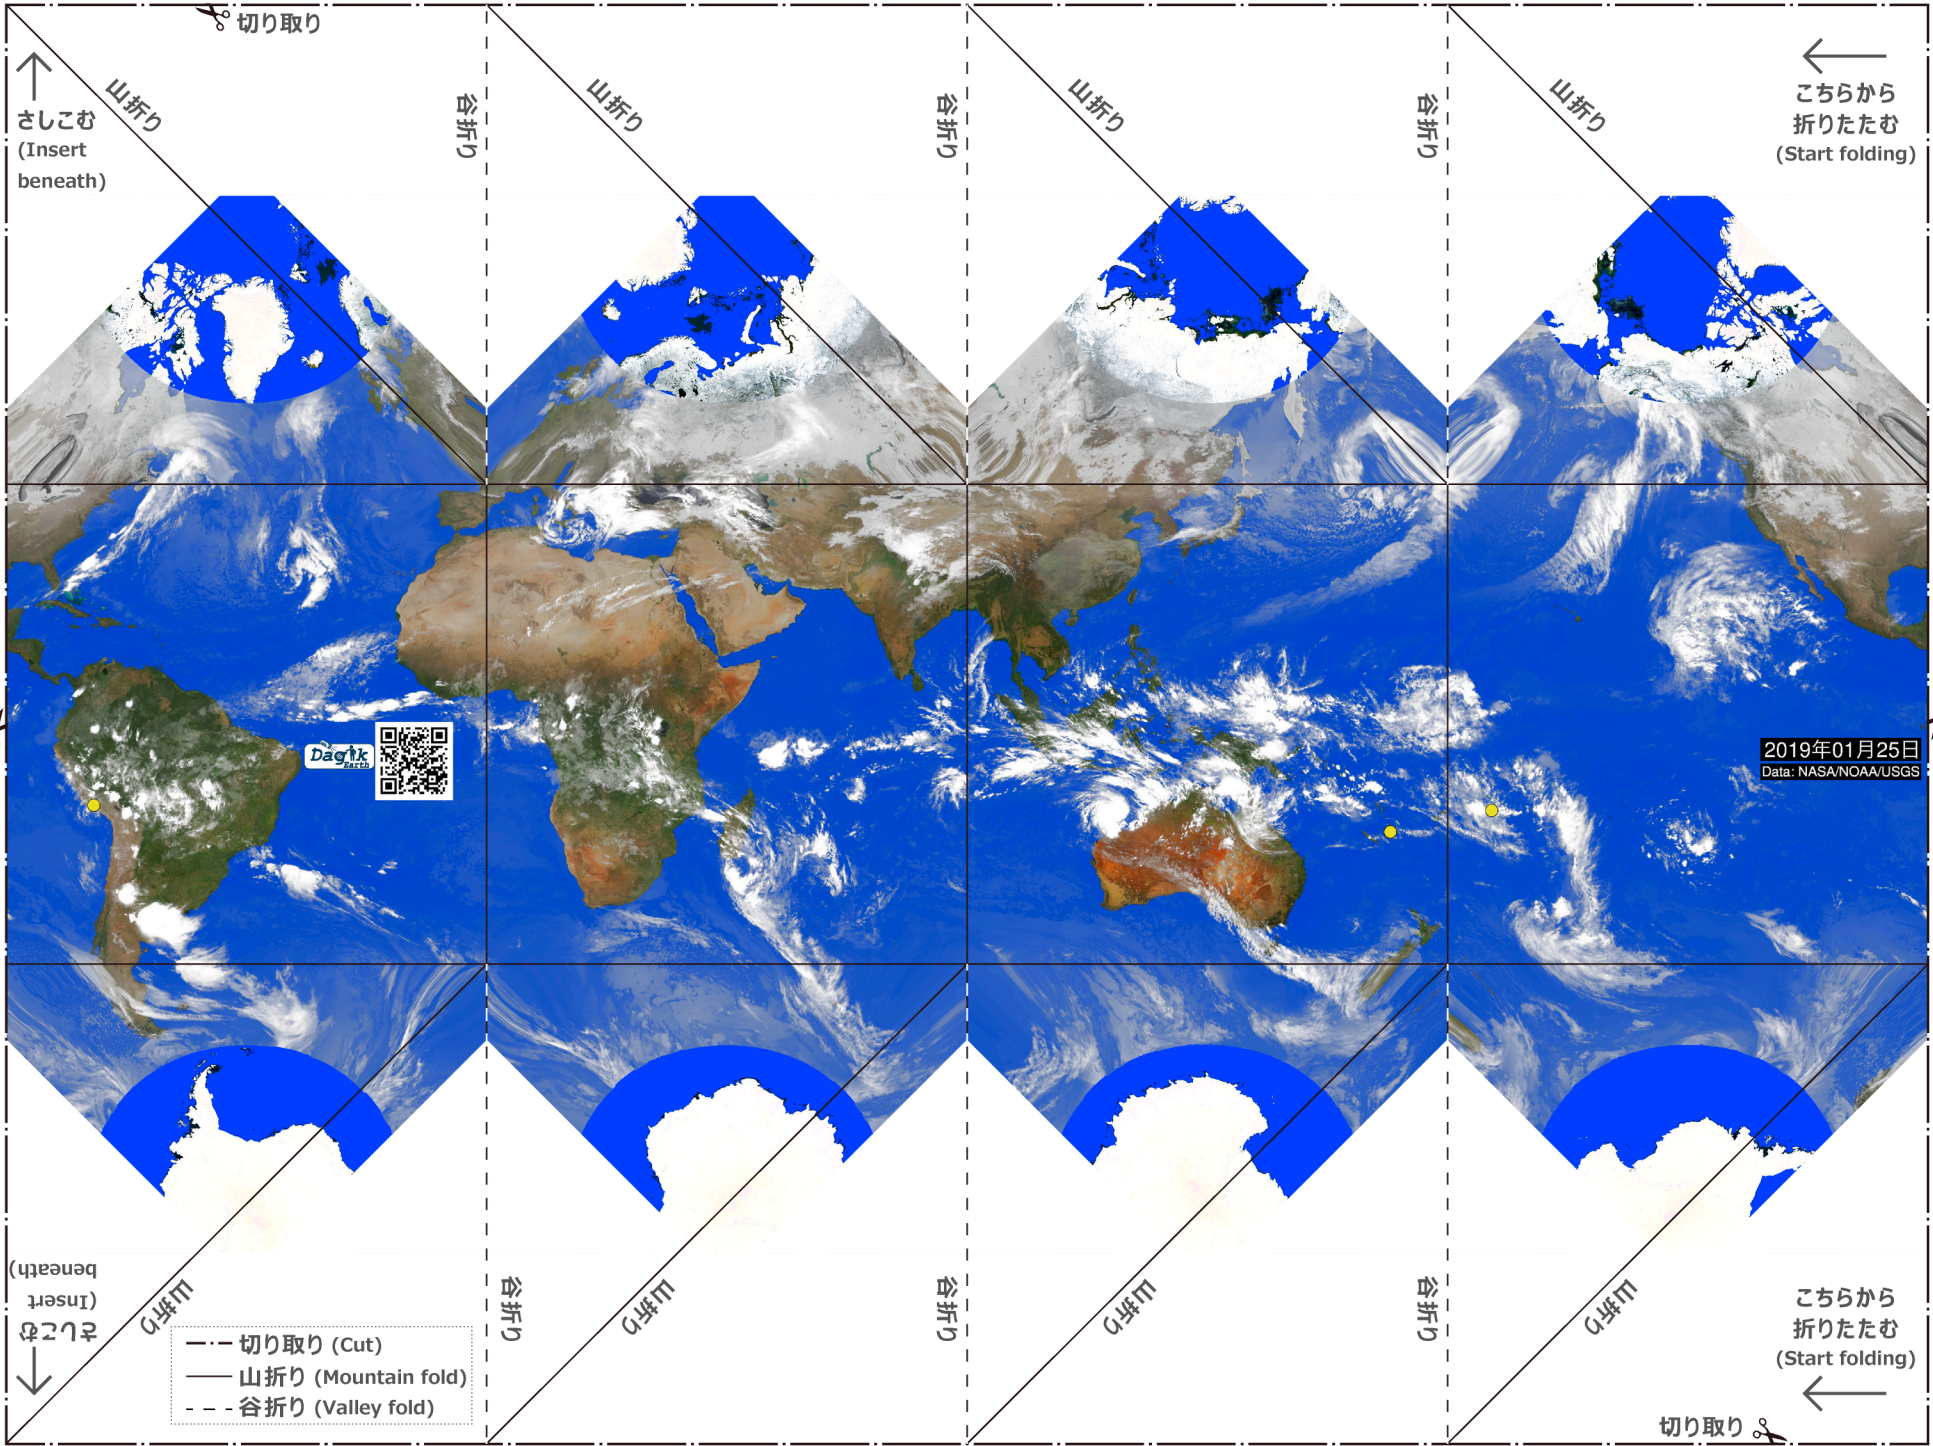 切り取り
さしこむ
(Insert
beneath)
山折り
谷折り
山折り
谷折り
山折り
谷折り
山折り
こちらから
折りたたむ
(Start folding)
Dagik
Earth
2019年01月25日
Data: NASA/NOAA/USGS
さしこむ
(Insert
beneath)
山折り
谷折り
山折り
谷折り
山折り
谷折り
山折り
こちらから
折りたたむ
(Start folding)
切り取り (Cut)
山折り (Mountain fold)
谷折り (Valley fold)
切り取り